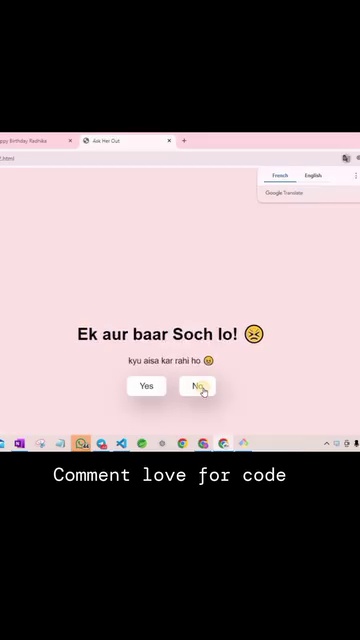 ppy Birthday Radhika
Ask Her Out
2.html
French English
Google Translate
Ek aur baar Soch lo! 😣
kyu aisa kar rahi ho 😠
Yes No
Comment love for code